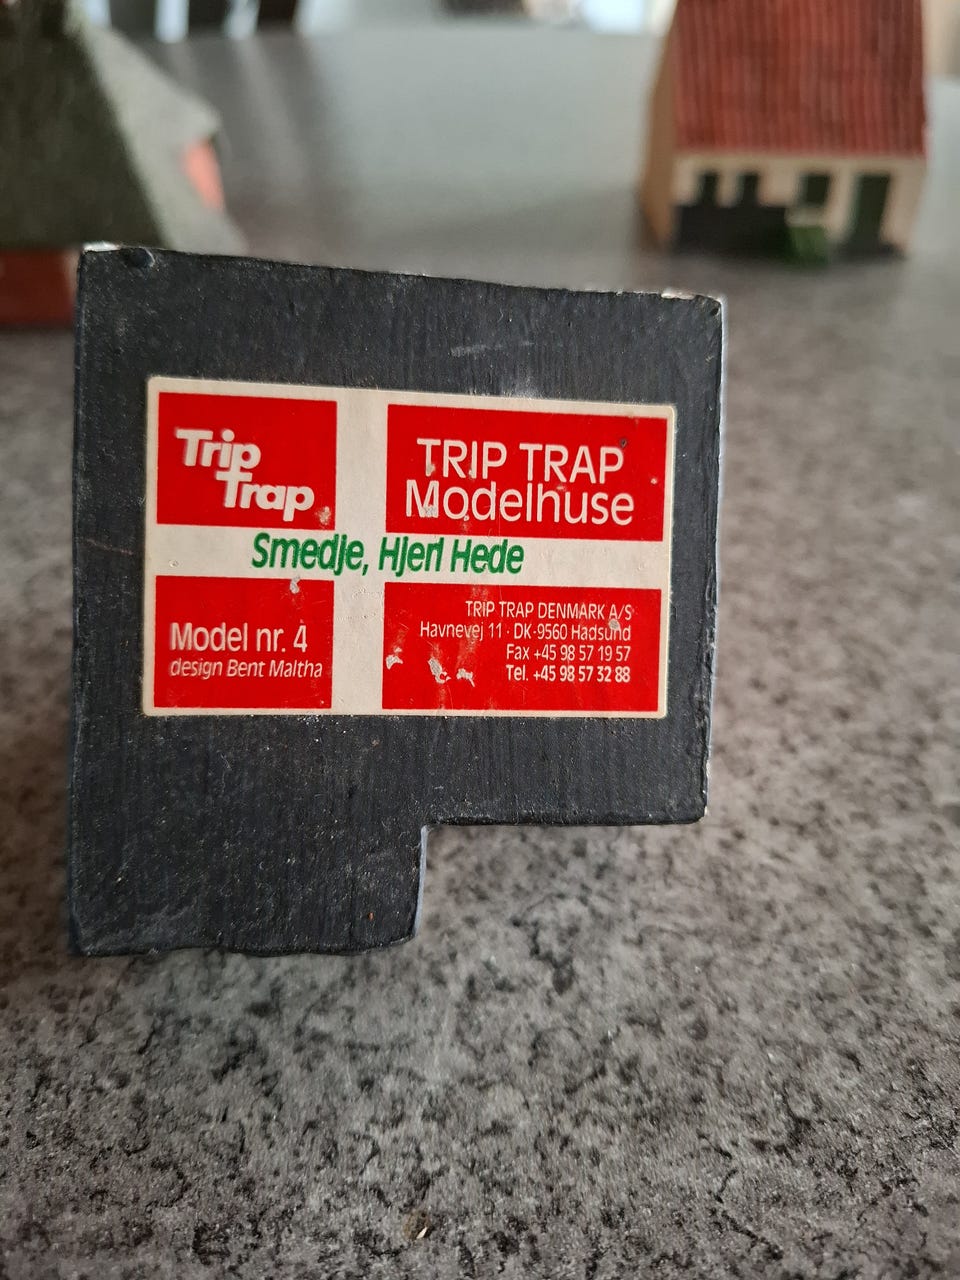 Trip
Trap
TRIP TRAP
Modelhuse
Smedje, Hjerl Hede
Model nr. 4
design Bent Maltha
TRIP TRAP DENMARK A/S
Havnevej 11 · DK-9560 Hadsund
Fax +45 98 57 19 57
Tel. +45 98 57 32 88